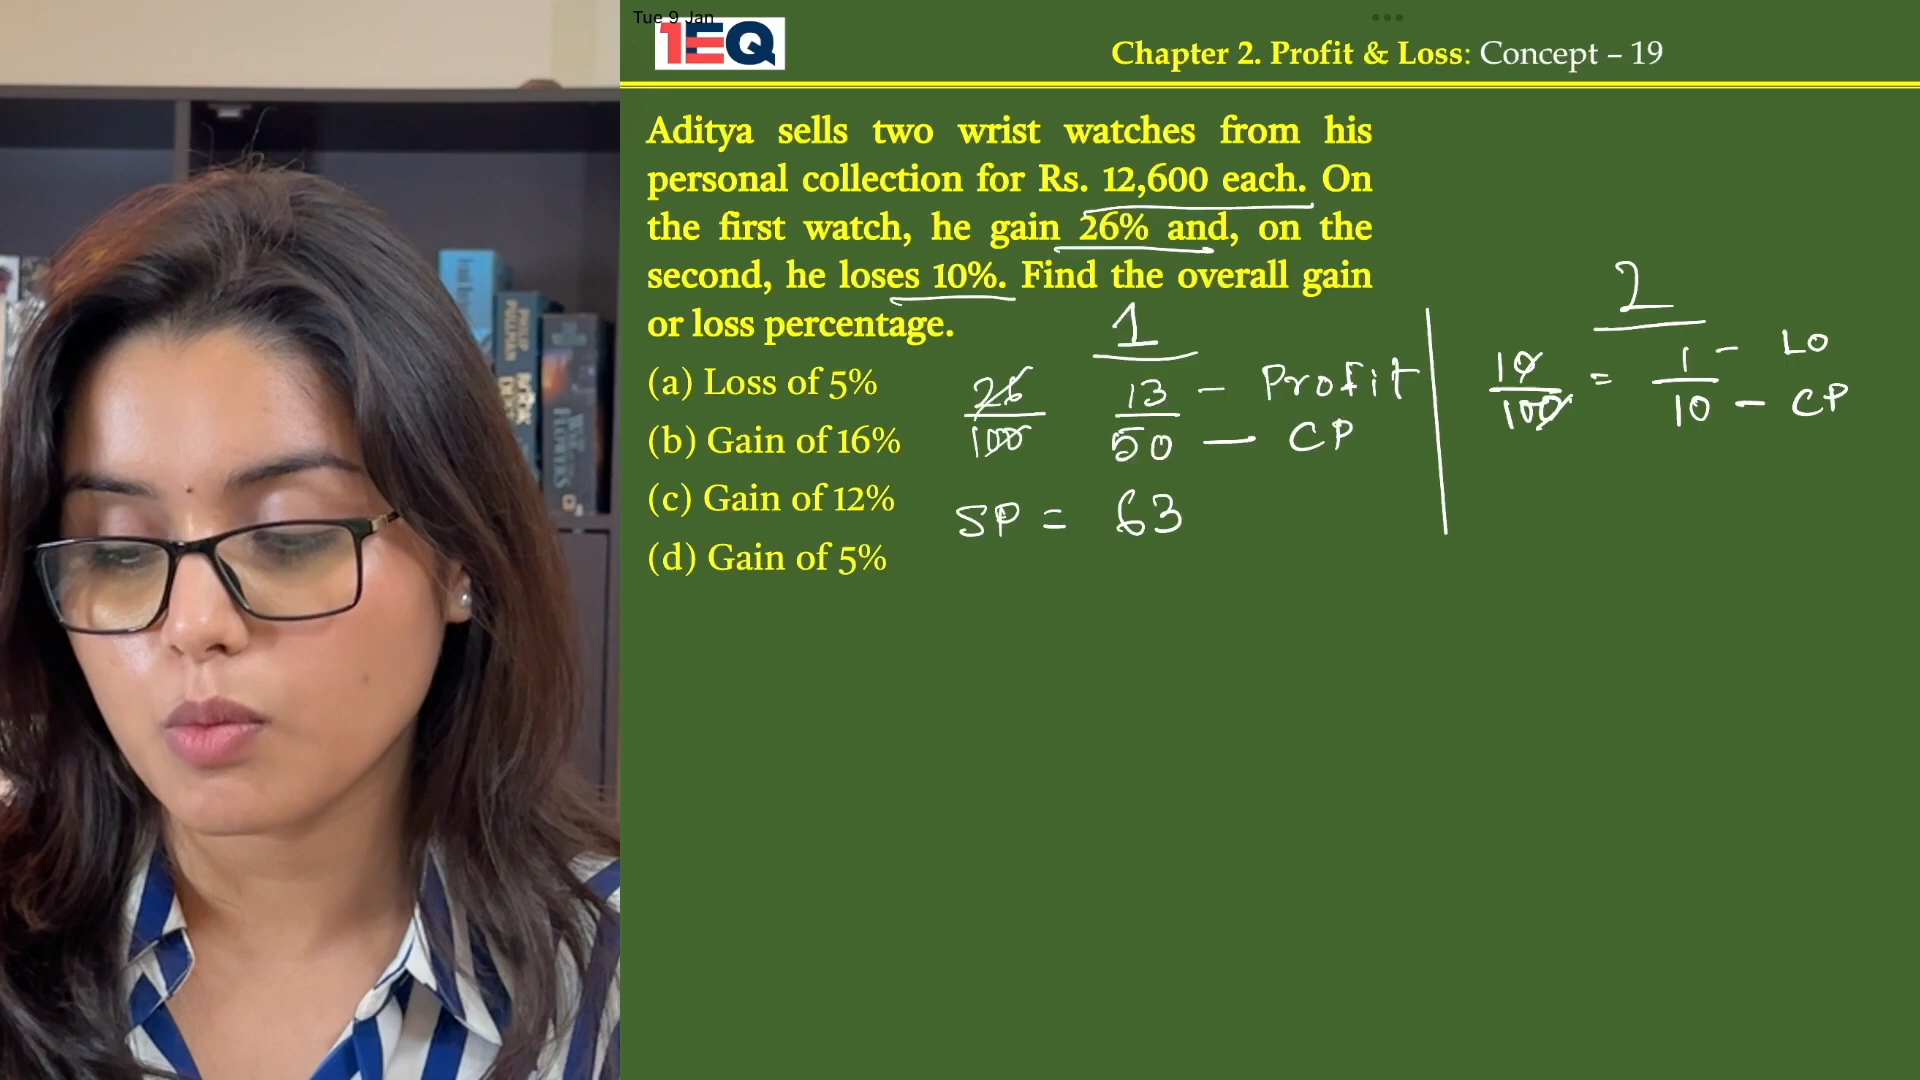 Tue 9 Jan
1EQ
Chapter 2. Profit & Loss: Concept – 19
Aditya sells two wrist watches from his
personal collection for Rs. 12,600 each. On
the first watch, he gain 26% and, on the
second, he loses 10%. Find the overall gain
or loss percentage.
(a) Loss of 5%
(b) Gain of 16%
(c) Gain of 12%
(d) Gain of 5%
1
26/100 13/50 — Profit
— CP
SP = 63
2
10/100 = 1/10 — Lo
— CP